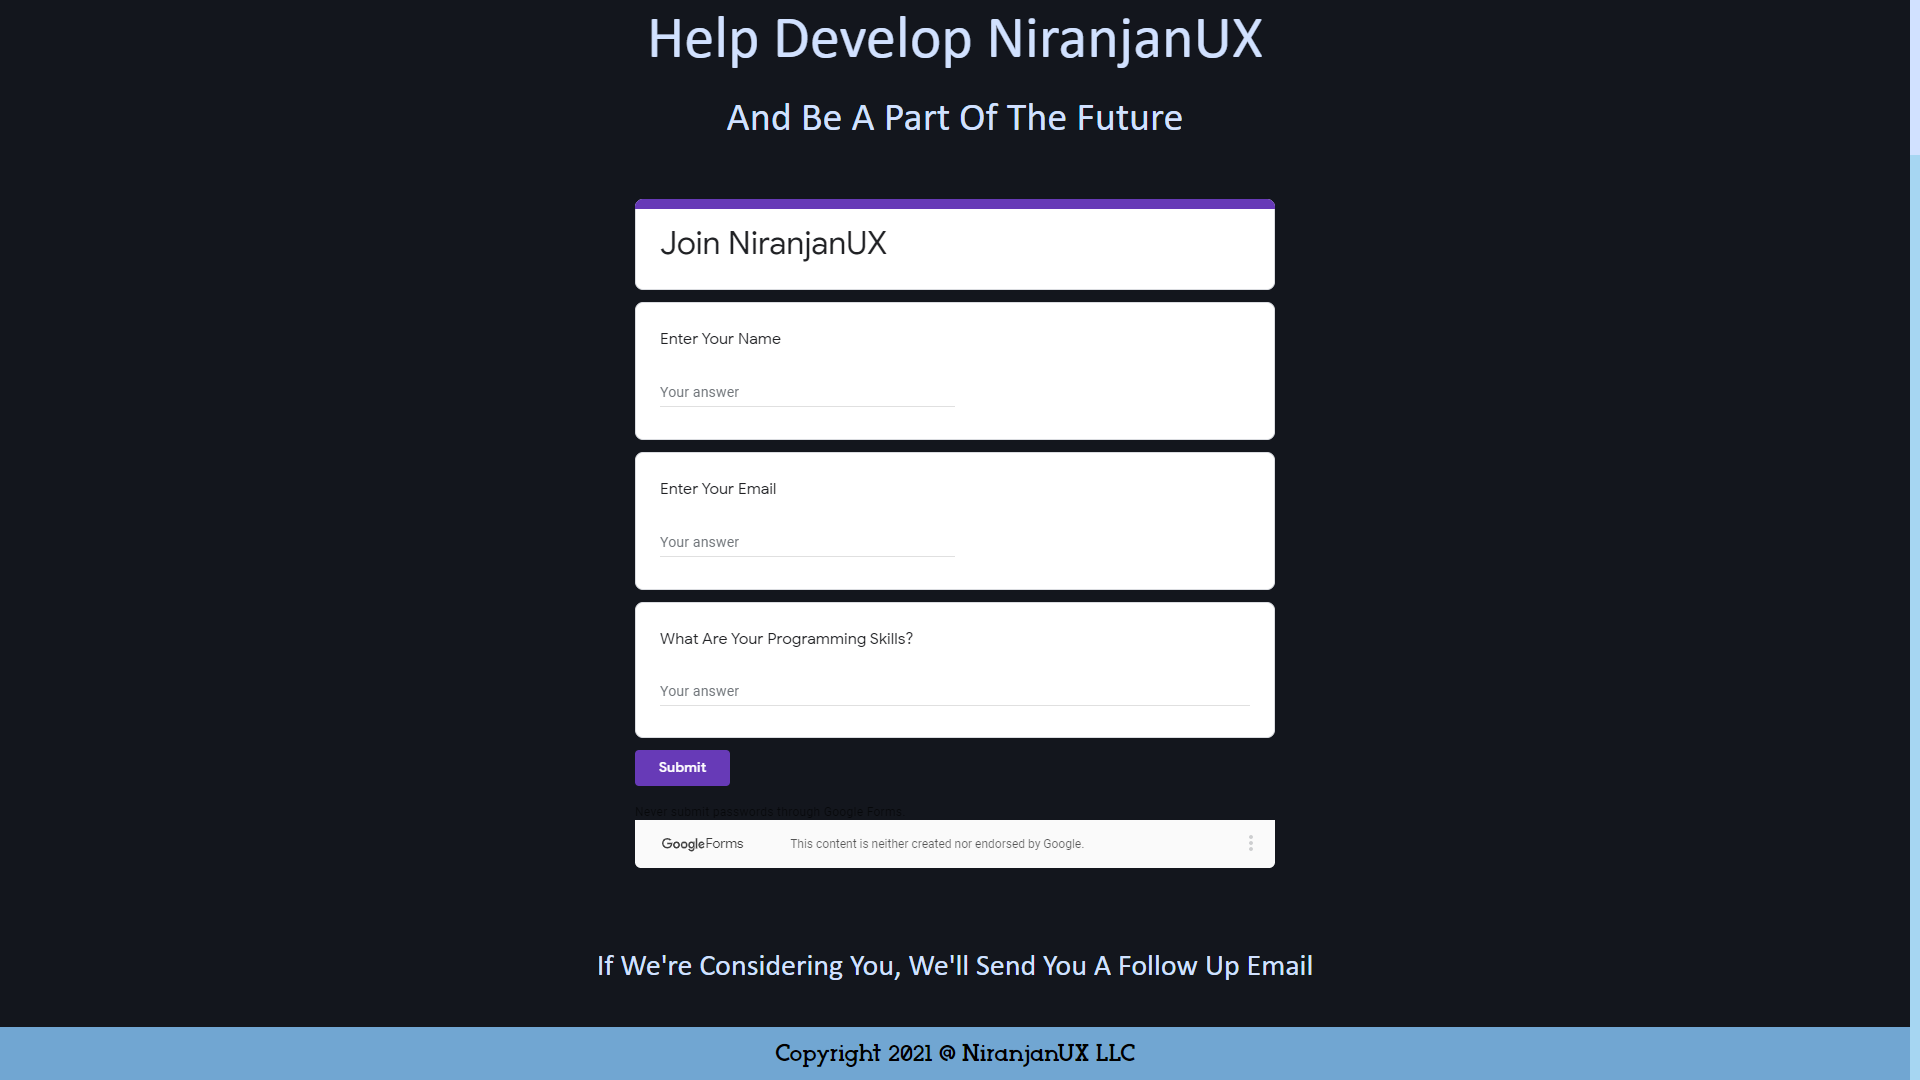 Help Develop NiranjanUX
And Be A Part Of The Future
Join NiranjanUX
Enter Your Name
Your answer
Enter Your Email
Your answer
What Are Your Programming Skills?
Your answer
Submit
Never submit passwords through Google Forms.
Google Forms This content is neither created nor endorsed by Google.
If We're Considering You, We'll Send You A Follow Up Email
Copyright 2021 @ NiranjanUX LLC